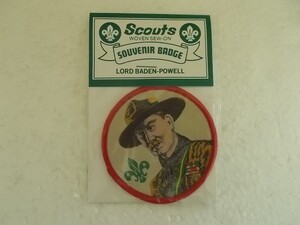 Scouts
WOVEN SEW-ON
SOUVENIR BADGE
LORD BADEN-POWELL